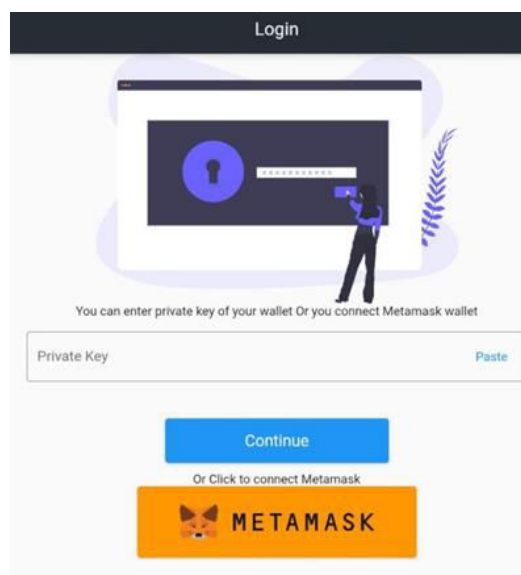 Login
You can enter private key of your wallet Or you connect Metamask wallet
Private Key Paste
Continue
Or Click to connect Metamask
METAMASK